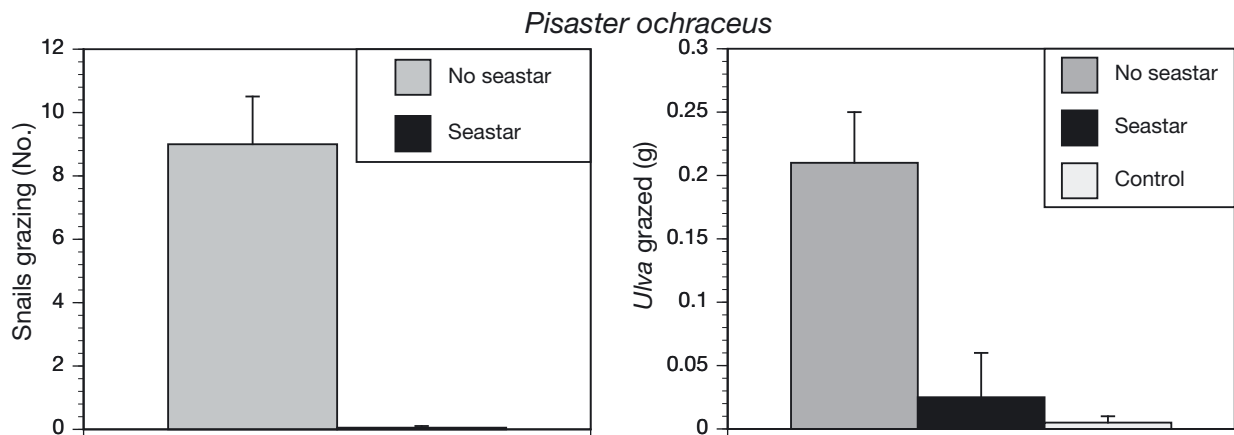 Pisaster ochraceus
Snails grazing (No.)
12
10
8
6
4
2
0
No seastar
Seastar
Ulva grazed (g)
0.3
0.25
0.2
0.15
0.1
0.05
0
No seastar
Seastar
Control